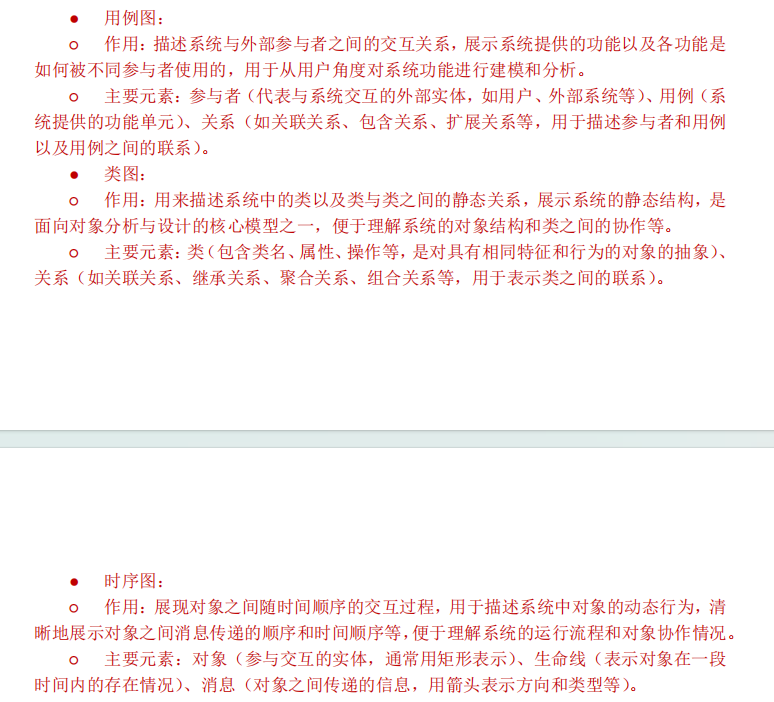 ● 用例图：
○ 作用：描述系统与外部参与者之间的交互关系，展示系统提供的功能以及各功能是
如何被不同参与者使用的，用于从用户角度对系统功能进行建模和分析。
○ 主要元素：参与者（代表与系统交互的外部实体，如用户、外部系统等）、用例（系
统提供的功能单元）、关系（如关联关系、包含关系、扩展关系等，用于描述参与者和用例
以及用例之间的联系）。
● 类图：
○ 作用：用来描述系统中的类以及类与类之间的静态关系，展示系统的静态结构，是
面向对象分析与设计的核心模型之一，便于理解系统的对象结构和类之间的协作等。
○ 主要元素：类（包含类名、属性、操作等，是对具有相同特征和行为的对象的抽象）、
关系（如关联关系、继承关系、聚合关系、组合关系等，用于表示类之间的联系）。
● 时序图：
○ 作用：展现对象之间随时间顺序的交互过程，用于描述系统中对象的动态行为，清
晰地展示对象之间消息传递的顺序和时间顺序等，便于理解系统的运行流程和对象协作情况。
○ 主要元素：对象（参与交互的实体，通常用矩形表示）、生命线（表示对象在一段
时间内的存在情况）、消息（对象之间传递的信息，用箭头表示方向和类型等）。